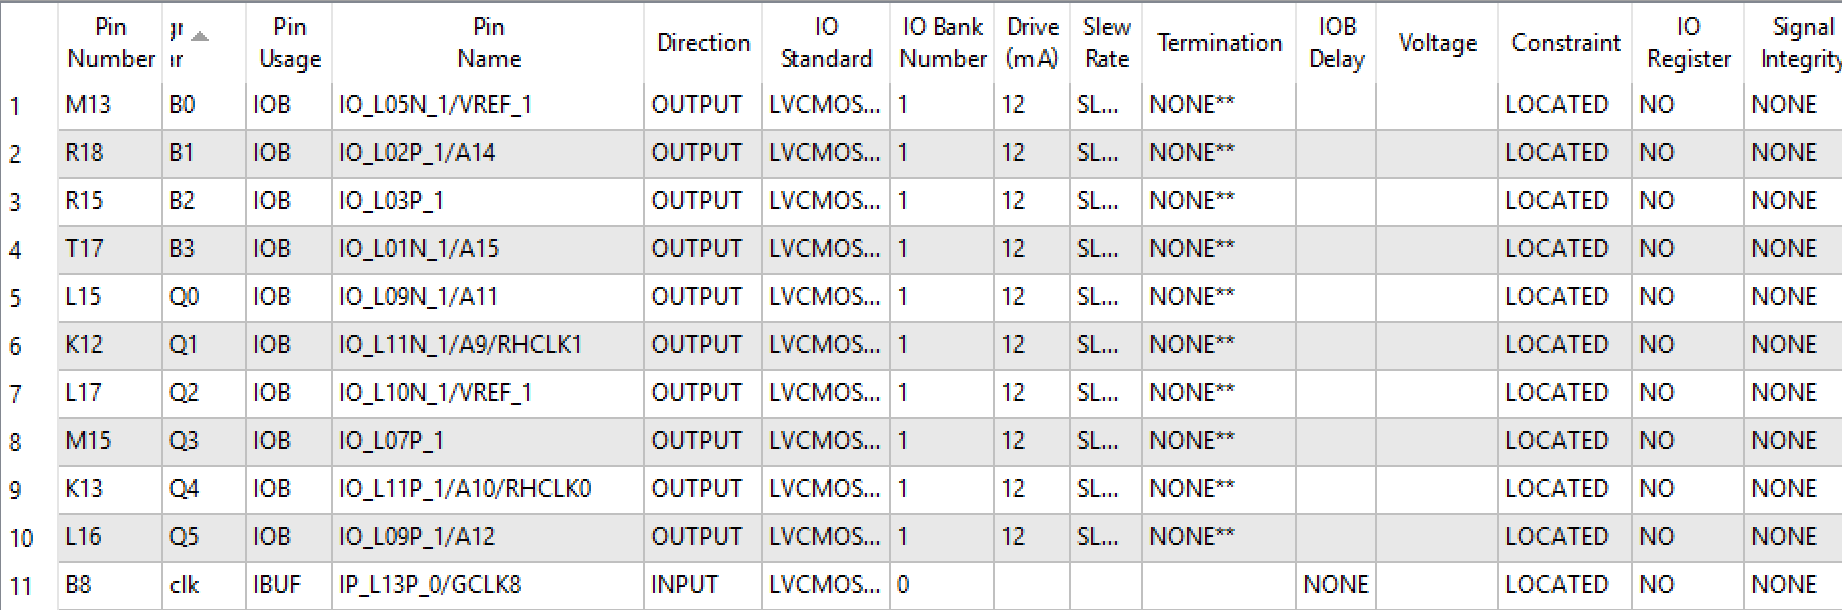 Pin Number gr ar Pin Usage Pin Name Direction IO Standard IO Bank Number Drive (mA) Slew Rate Termination IOB Delay Voltage Constraint IO Register Signal Integrity
1 M13 B0 IOB IO_L05N_1/VREF_1 OUTPUT LVCMOS... 1 12 SL... NONE** LOCATED NO NONE
2 R18 B1 IOB IO_L02P_1/A14 OUTPUT LVCMOS... 1 12 SL... NONE** LOCATED NO NONE
3 R15 B2 IOB IO_L03P_1 OUTPUT LVCMOS... 1 12 SL... NONE** LOCATED NO NONE
4 T17 B3 IOB IO_L01N_1/A15 OUTPUT LVCMOS... 1 12 SL... NONE** LOCATED NO NONE
5 L15 Q0 IOB IO_L09N_1/A11 OUTPUT LVCMOS... 1 12 SL... NONE** LOCATED NO NONE
6 K12 Q1 IOB IO_L11N_1/A9/RHCLK1 OUTPUT LVCMOS... 1 12 SL... NONE** LOCATED NO NONE
7 L17 Q2 IOB IO_L10N_1/VREF_1 OUTPUT LVCMOS... 1 12 SL... NONE** LOCATED NO NONE
8 M15 Q3 IOB IO_L07P_1 OUTPUT LVCMOS... 1 12 SL... NONE** LOCATED NO NONE
9 K13 Q4 IOB IO_L11P_1/A10/RHCLK0 OUTPUT LVCMOS... 1 12 SL... NONE** LOCATED NO NONE
10 L16 Q5 IOB IO_L09P_1/A12 OUTPUT LVCMOS... 1 12 SL... NONE** LOCATED NO NONE
11 B8 clk IBUF IP_L13P_0/GCLK8 INPUT LVCMOS... 0 NONE LOCATED NO NONE